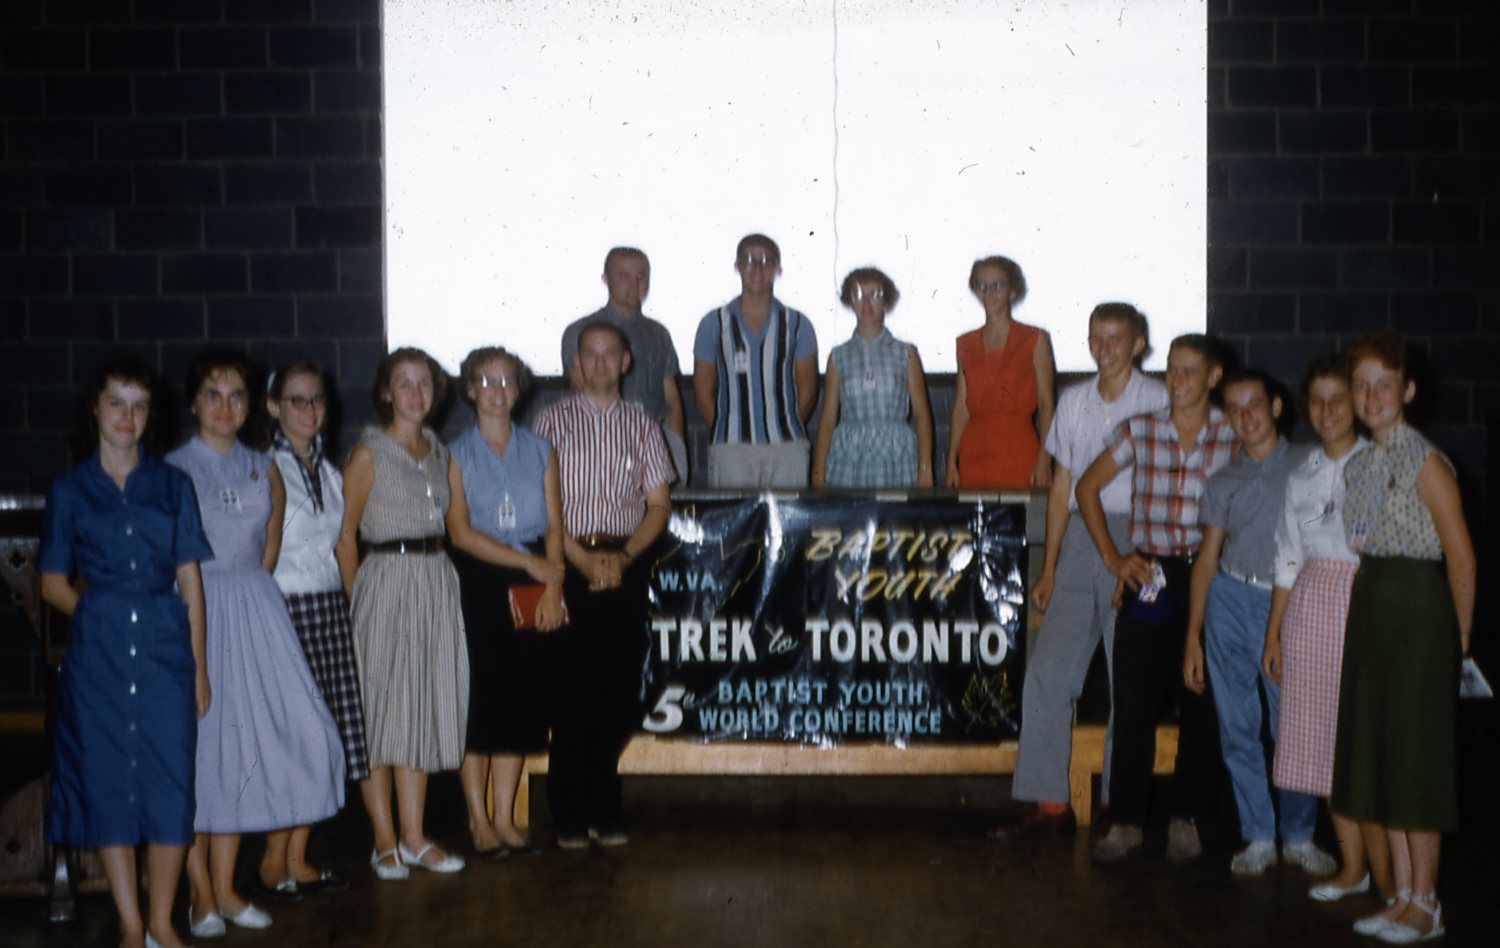 BAPTIST
YOUTH
W.VA.
TREK to TORONTO
5th BAPTIST YOUTH
WORLD CONFERENCE